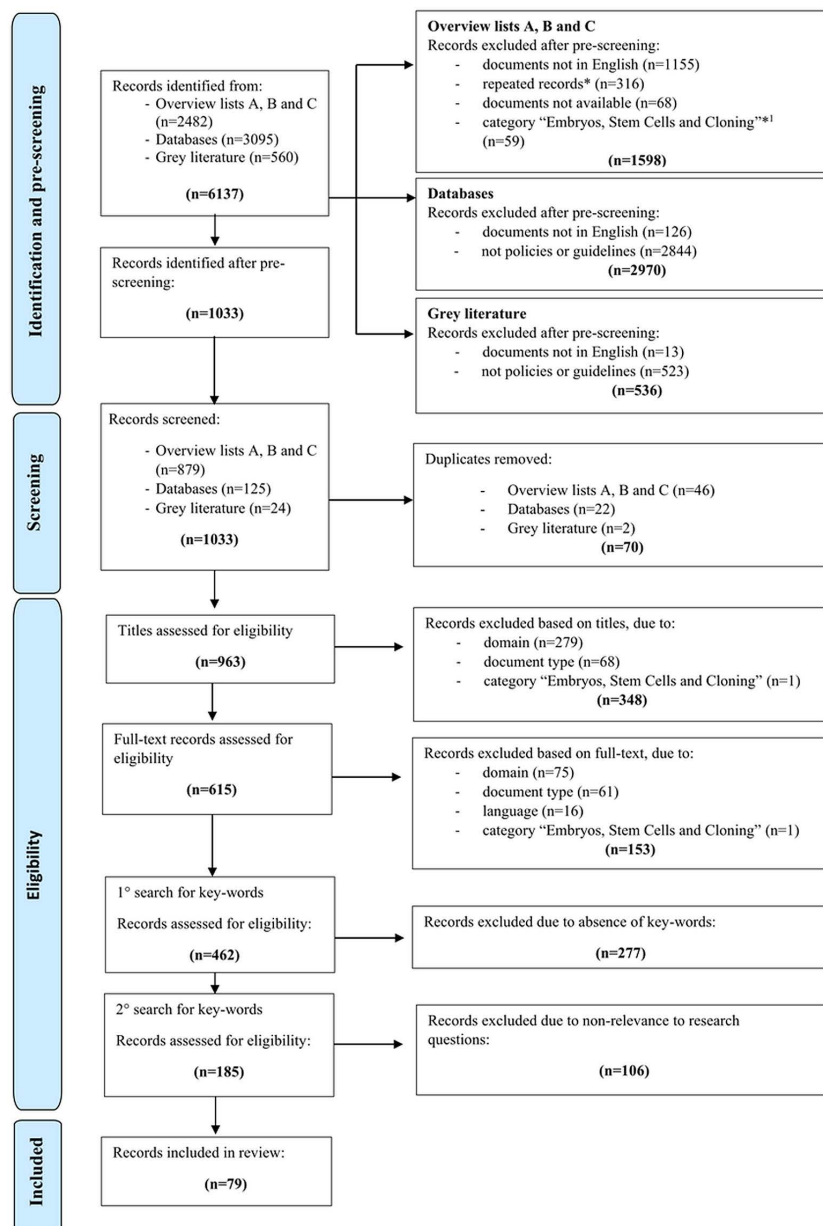 Identification and pre-screening
Records identified from:
- Overview lists A, B and C
(n=2482)
- Databases (n=3095)
- Grey literature (n=560)
(n=6137)
Overview lists A, B and C
Records excluded after pre-screening:
- documents not in English (n=1155)
- repeated records* (n=316)
- documents not available (n=68)
- category “Embryos, Stem Cells and Cloning”*1
(n=59)
(n=1598)
Databases
Records excluded after pre-screening:
- documents not in English (n=126)
- not policies or guidelines (n=2844)
(n=2970)
Records identified after pre-
screening:
(n=1033)
Grey literature
Records excluded after pre-screening:
- documents not in English (n=13)
- not policies or guidelines (n=523)
(n=536)
Screening
Records screened:
- Overview lists A, B and C
(n=879)
- Databases (n=125)
- Grey literature (n=24)
(n=1033)
Duplicates removed:
- Overview lists A, B and C (n=46)
- Databases (n=22)
- Grey literature (n=2)
(n=70)
Eligibility
Titles assessed for eligibility
(n=963)
Records excluded based on titles, due to:
- domain (n=279)
- document type (n=68)
- category “Embryos, Stem Cells and Cloning” (n=1)
(n=348)
Full-text records assessed for
eligibility
(n=615)
Records excluded based on full-text, due to:
- domain (n=75)
- document type (n=61)
- language (n=16)
- category “Embryos, Stem Cells and Cloning” (n=1)
(n=153)
1° search for key-words
Records assessed for eligibility:
(n=462)
Records excluded due to absence of key-words:
(n=277)
2° search for key-words
Records assessed for eligibility:
(n=185)
Records excluded due to non-relevance to research
questions:
(n=106)
Included
Records included in review:
(n=79)